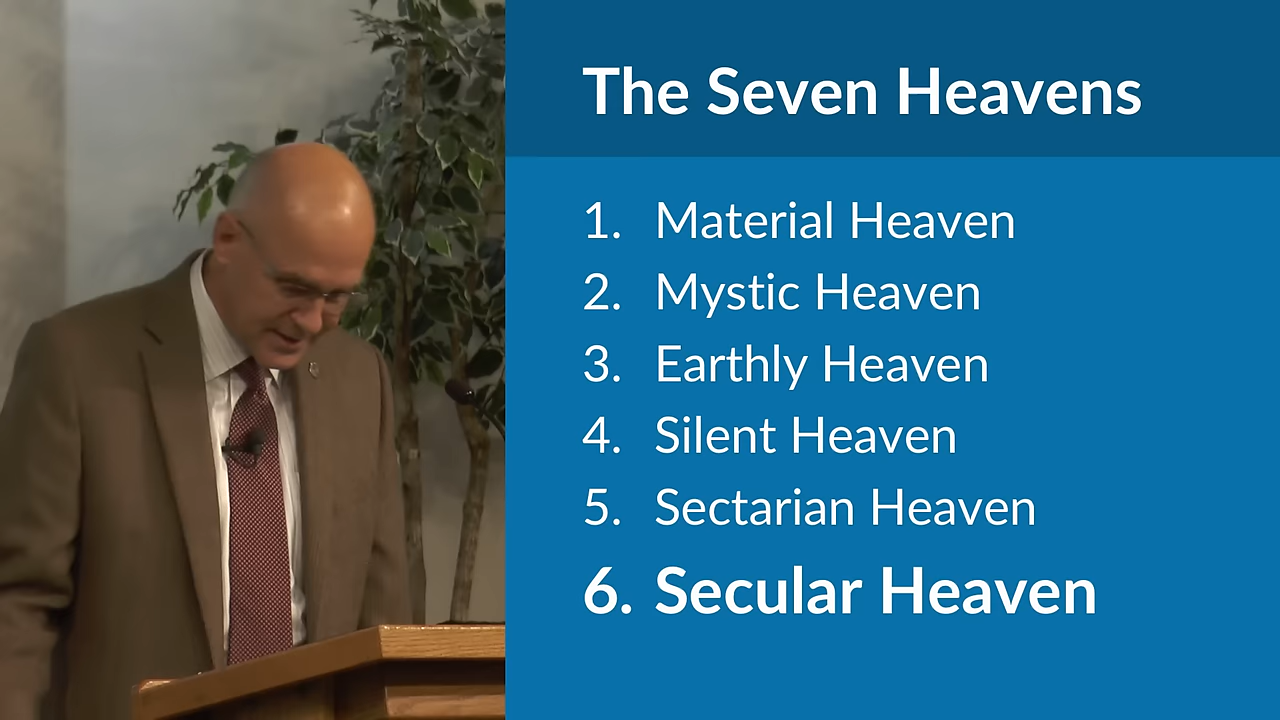 The Seven Heavens
1. Material Heaven
2. Mystic Heaven
3. Earthly Heaven
4. Silent Heaven
5. Sectarian Heaven
6. Secular Heaven